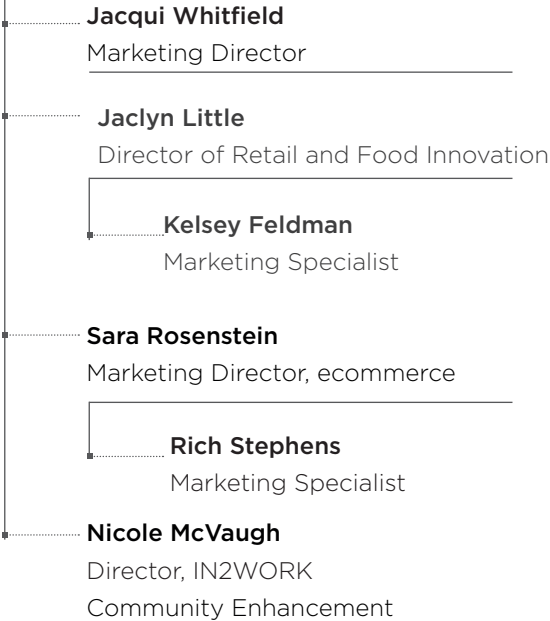 Jacqui Whitfield
Marketing Director
Jaclyn Little
Director of Retail and Food Innovation
Kelsey Feldman
Marketing Specialist
Sara Rosenstein
Marketing Director, ecommerce
Rich Stephens
Marketing Specialist
Nicole McVaugh
Director, IN2WORK
Community Enhancement